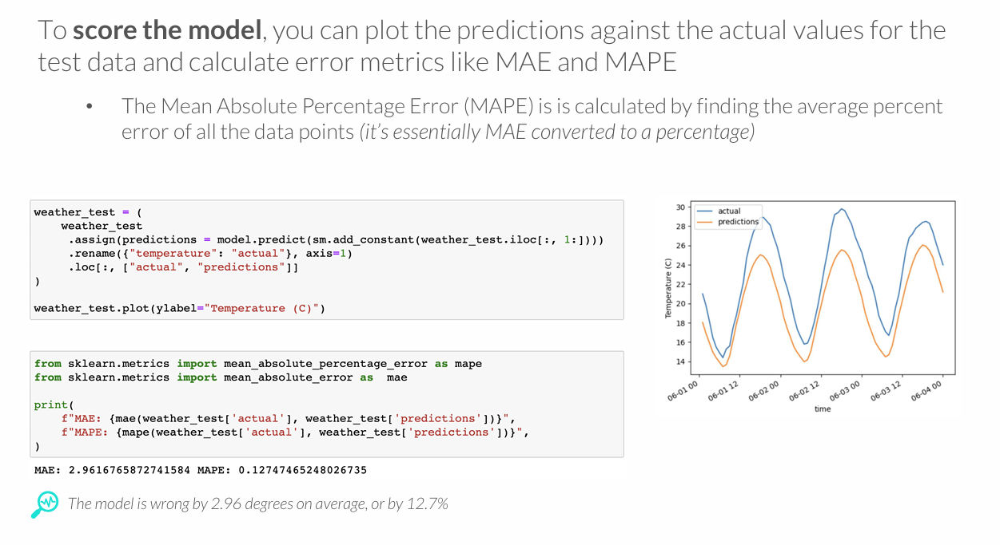 To score the model, you can plot the predictions against the actual values for the
test data and calculate error metrics like MAE and MAPE
• The Mean Absolute Percentage Error (MAPE) is is calculated by finding the average percent
error of all the data points (it's essentially MAE converted to a percentage)
weather_test = (
    weather_test
     .assign(predictions = model.predict(sm.add_constant(weather_test.iloc[:, 1:])))
     .rename({"temperature": "actual"}, axis=1)
     .loc[:, ["actual", "predictions"]]
)
weather_test.plot(ylabel="Temperature (C)")
from sklearn.metrics import mean_absolute_percentage_error as mape
from sklearn.metrics import mean_absolute_error as  mae
print(
    f"MAE: {mae(weather_test['actual'], weather_test['predictions'])}",
    f"MAPE: {mape(weather_test['actual'], weather_test['predictions'])}",
)
MAE: 2.9616765872741584 MAPE: 0.12747465248026735
The model is wrong by 2.96 degrees on average, or by 12.7%
actual
predictions
Temperature (C)
30
28
26
24
22
20
18
16
14
06-01 00
06-01 12
06-02 00
06-02 12
06-03 00
06-03 12
06-04 00
time